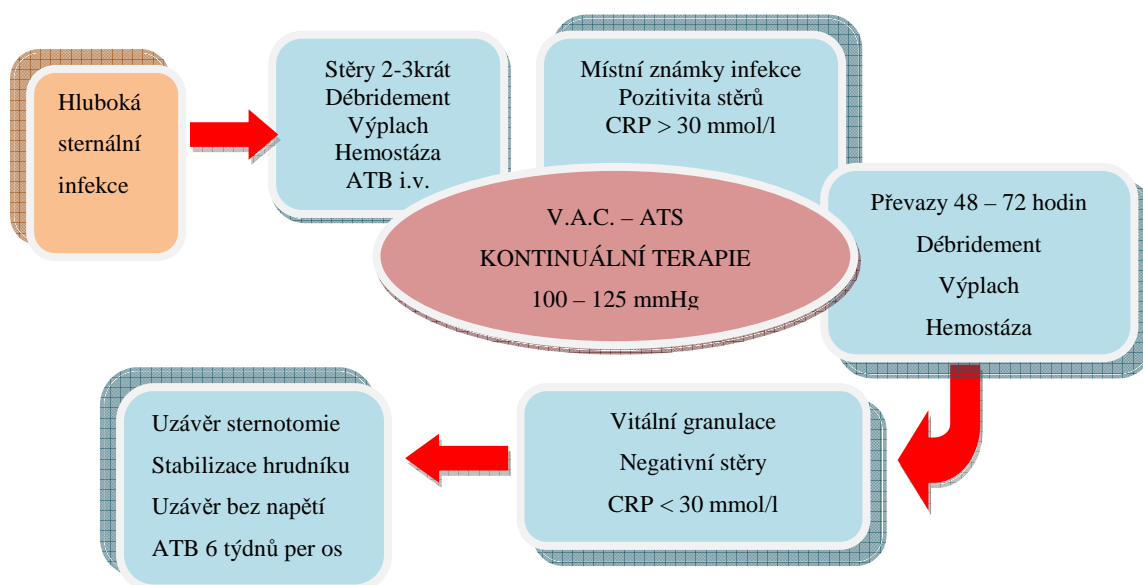 Hluboká
sternální
infekce
Stěry 2-3krát
Débridement
Výplach
Hemostáza
ATB i.v.
Místní známky infekce
Pozitivita stěrů
CRP > 30 mmol/l
V.A.C. – ATS
KONTINUÁLNÍ TERAPIE
100 – 125 mmHg
Převazy 48 – 72 hodin
Débridement
Výplach
Hemostáza
Vitální granulace
Negativní stěry
CRP < 30 mmol/l
Uzávěr sternotomie
Stabilizace hrudníku
Uzávěr bez napětí
ATB 6 týdnů per os